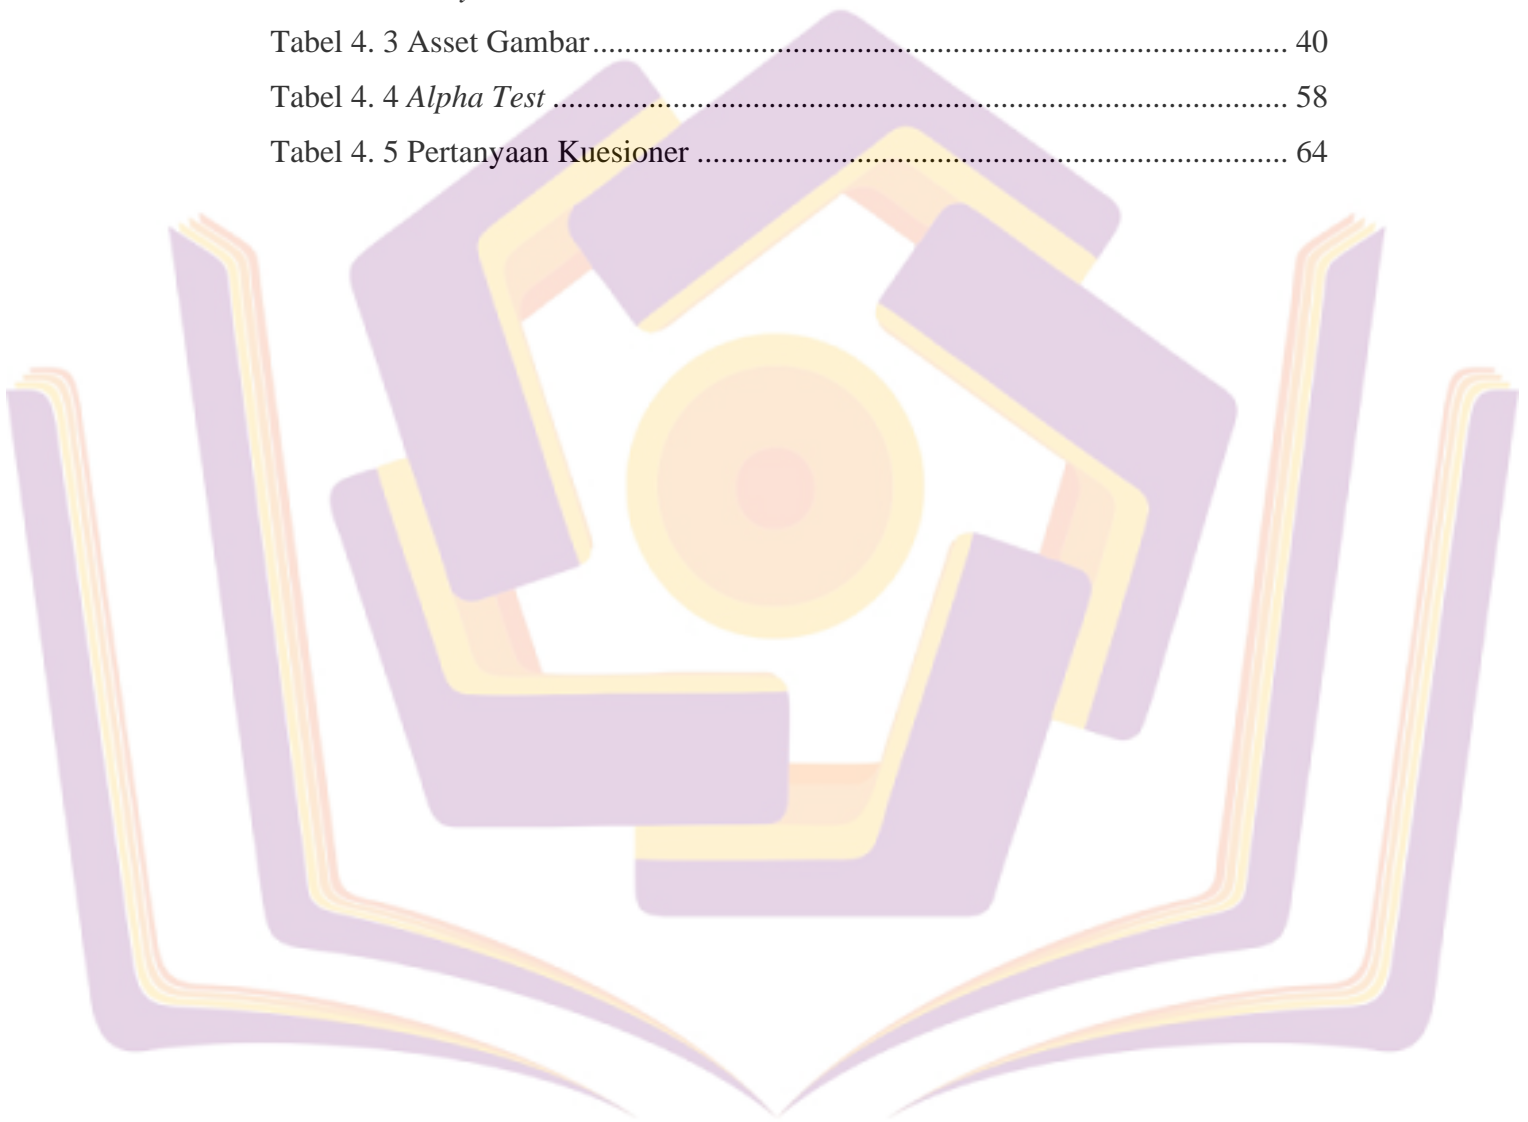 Tabel 4. 3 Asset Gambar........................................................................................ 40
Tabel 4. 4 Alpha Test ............................................................................................. 58
Tabel 4. 5 Pertanyaan Kuesioner ........................................................................... 64